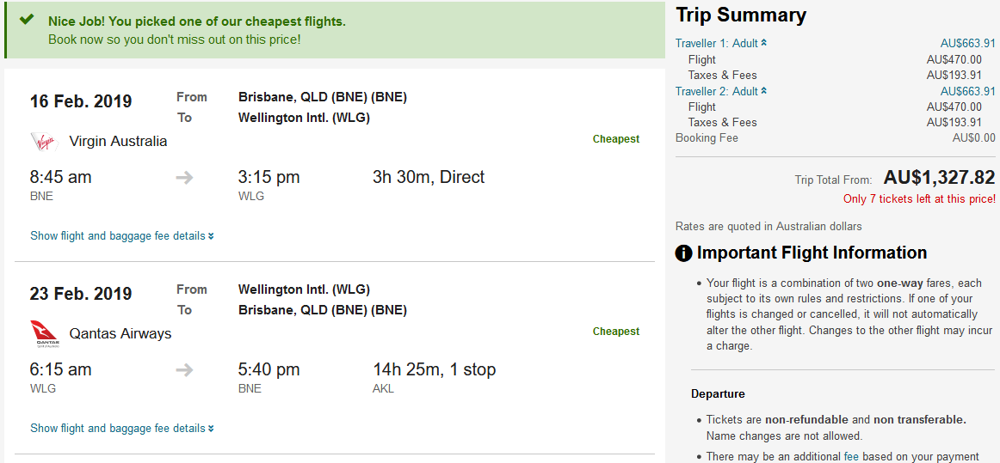 Nice Job! You picked one of our cheapest flights.
Book now so you don't miss out on this price!
16 Feb. 2019 From Brisbane, QLD (BNE) (BNE)
To Wellington Intl. (WLG)
Virgin Virgin Australia Cheapest
8:45 am 3:15 pm 3h 30m, Direct
BNE WLG
Show flight and baggage fee details
23 Feb. 2019 From Wellington Intl. (WLG)
To Brisbane, QLD (BNE) (BNE)
Qantas Airways Cheapest
QANTAS
6:15 am 5:40 pm 14h 25m, 1 stop
WLG BNE AKL
Show flight and baggage fee details
Trip Summary
Traveller 1: Adult AU$663.91
Flight AU$470.00
Taxes & Fees AU$193.91
Traveller 2: Adult AU$663.91
Flight AU$470.00
Taxes & Fees AU$193.91
Booking Fee AU$0.00
Trip Total From: AU$1,327.82
Only 7 tickets left at this price!
Rates are quoted in Australian dollars
Important Flight Information
• Your flight is a combination of two one-way fares, each
subject to its own rules and restrictions. If one of your
flights is changed or cancelled, it will not automatically
alter the other flight. Changes to the other flight may incur
a charge.
Departure
• Tickets are non-refundable and non transferable.
Name changes are not allowed.
• There may be an additional fee based on your payment